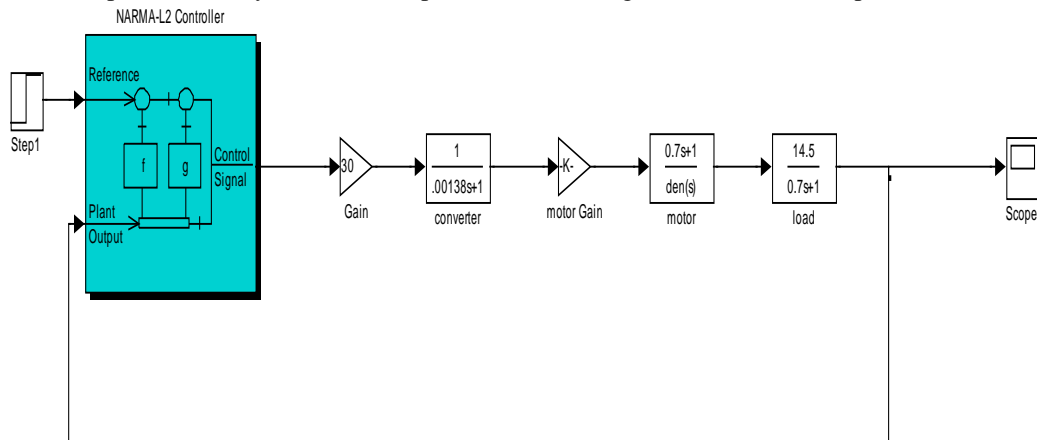 NARMA-L2 Controller
Reference
Step1
f
g
Control
Signal
Plant
Output
30
Gain
1
.00138s+1
converter
-K-
motor Gain
0.7s+1
den(s)
motor
14.5
0.7s+1
load
Scope